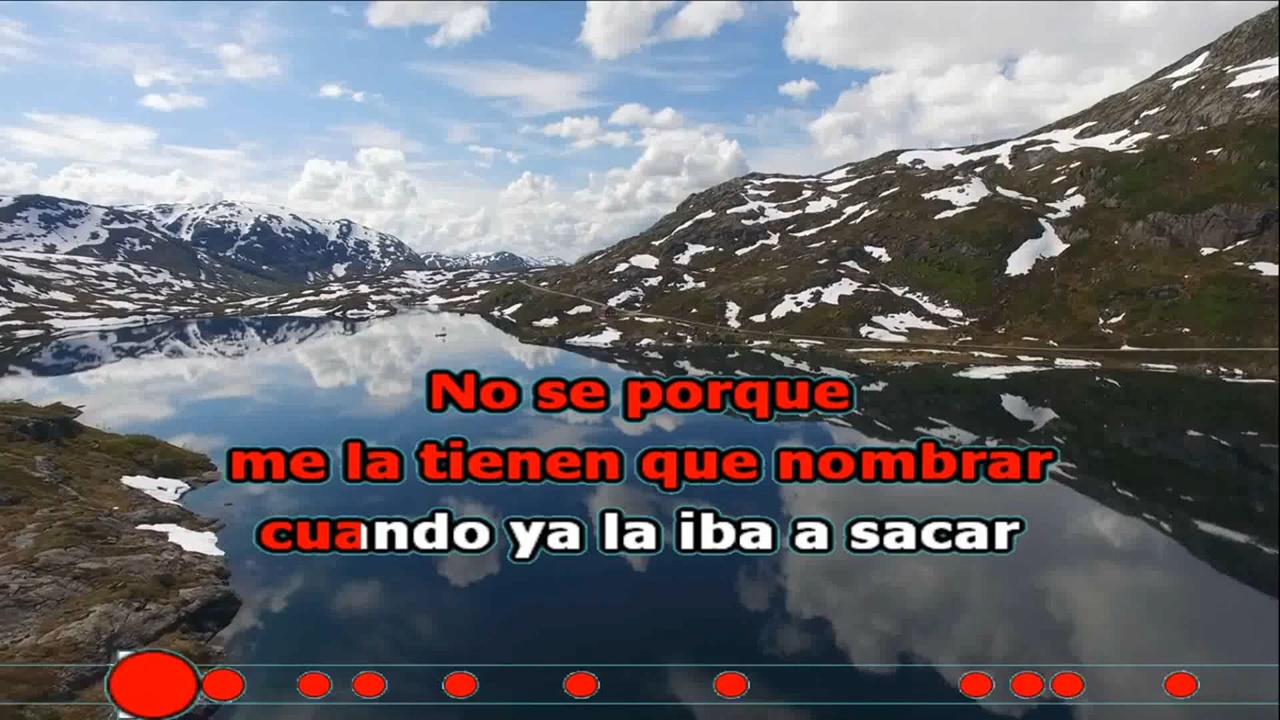 No se porque
me la tienen que nombrar
cuando ya la iba a sacar